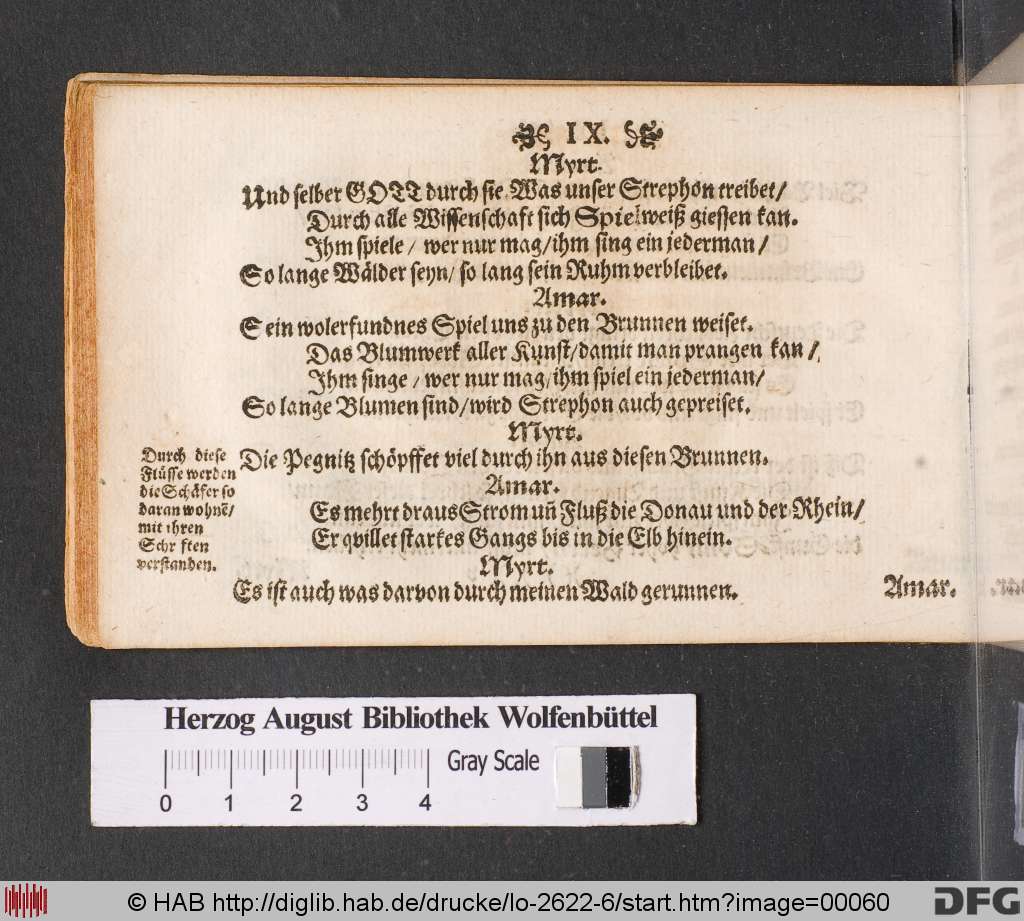 IX.
Myrt.
Und selber GOTT durch sie. Was unser Strephon treibet/
Durch alle Wissenschaft sich Spielweiß giessen kan.
Ihm spiele / wer nur mag/ihm sing ein jederman/
So lange Wälder seyn/ so lang sein Ruhm verbleibet.
Amar.
Sein wolerfundnes Spiel uns zu den Brunnen weiset.
Das Blumwerk aller Kunst/damit man prangen kan/
Ihm singe / wer nur mag/ihm spiel ein jederman/
So lange Blumen sind/wird Strephon auch gepreiset.
Myrt.
Die Pegnitz schöpffet viel durch ihn aus diesen Brunnen.
Amar.
Es mehrt draus Strom uñ Fluß die Donau und der Rhein/
Er qvillet starkes Gangs bis in die Elb hinein.
Myrt.
Es ist auch was darvon durch meinen Wald gerunnen.
Amar.
Durch diese
Flüsse werden
die Schäfer so
daran wohnē/
mit ihren
Schriften
verstanden.
Herzog August Bibliothek Wolfenbüttel
Gray Scale
0 1 2 3 4
© HAB http://diglib.hab.de/drucke/lo-2622-6/start.htm?image=00060
DFG